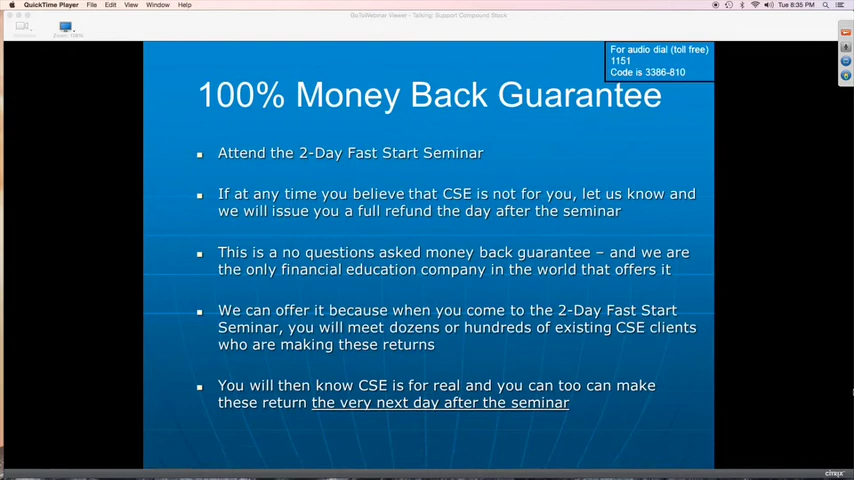 QuickTime Player File Edit View Window Help
Tue 8:35 PM
GoToWebinar Viewer - Talking: Support Compound Stock
Zoom: 100%
For audio dial (toll free)
1151
Code is 3386-810
100% Money Back Guarantee
Attend the 2-Day Fast Start Seminar
If at any time you believe that CSE is not for you, let us know and
we will issue you a full refund the day after the seminar
This is a no questions asked money back guarantee – and we are
the only financial education company in the world that offers it
We can offer it because when you come to the 2-Day Fast Start
Seminar, you will meet dozens or hundreds of existing CSE clients
who are making these returns
You will then know CSE is for real and you can too can make
these return the very next day after the seminar
CITRIX